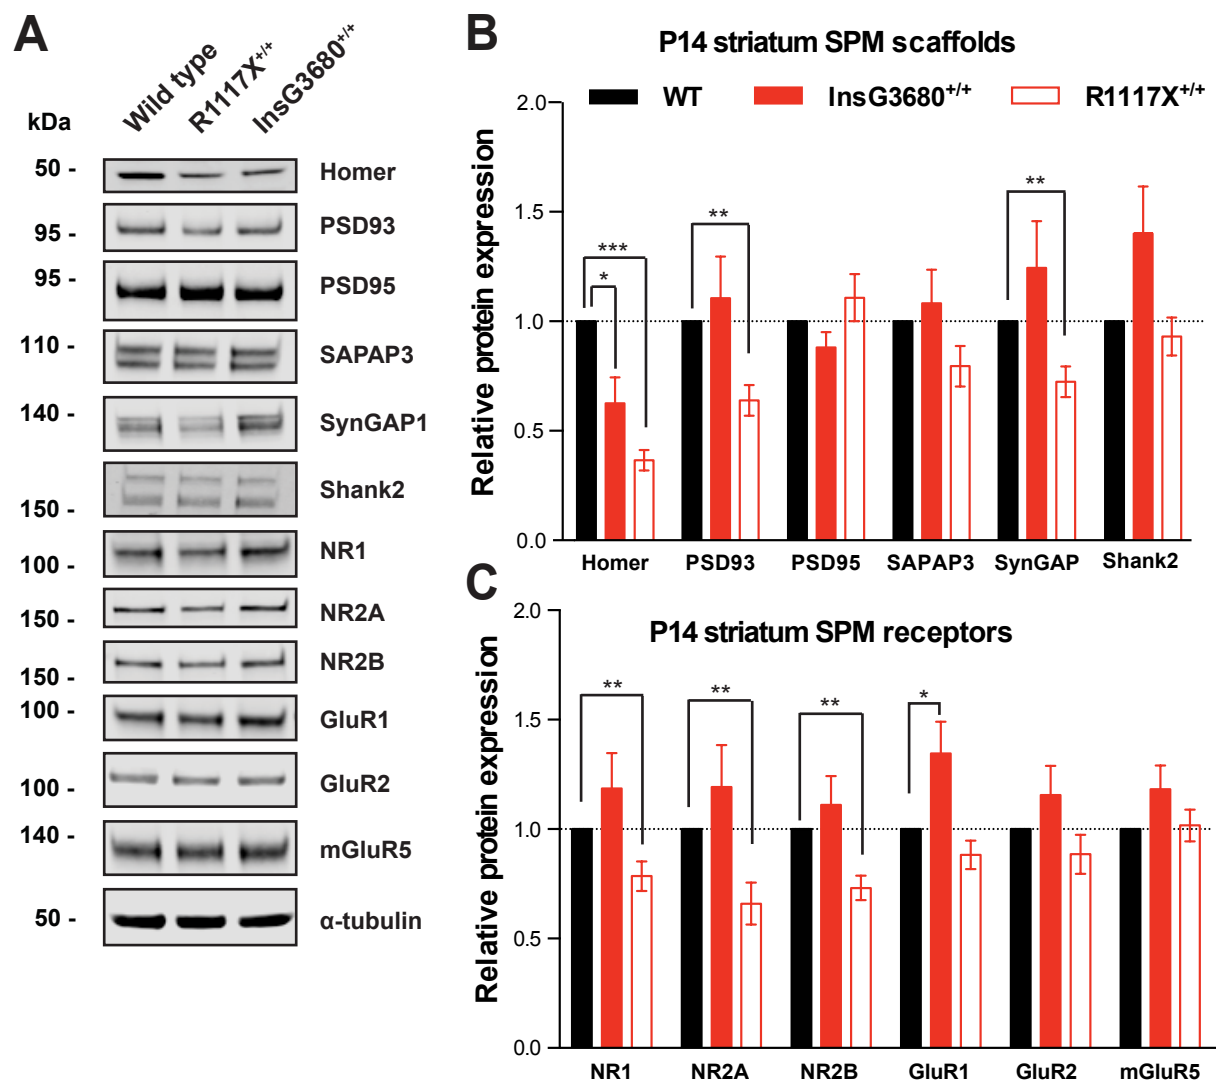 A
Wild type
R1117X+/+
InsG3680+/+
kDa
50 -
Homer
95 -
PSD93
95 -
PSD95
110 -
SAPAP3
140 -
SynGAP1
150 -
Shank2
100 -
NR1
150 -
NR2A
150 -
NR2B
100 -
GluR1
100 -
GluR2
140 -
mGluR5
50 -
α-tubulin
B
P14 striatum SPM scaffolds
WT
InsG3680+/+
R1117X+/+
Relative protein expression
2.0
1.5
1.0
0.5
0.0
***
*
**
**
Homer
PSD93
PSD95
SAPAP3
SynGAP
Shank2
C
P14 striatum SPM receptors
Relative protein expression
2.0
1.5
1.0
0.5
0.0
**
**
**
*
NR1
NR2A
NR2B
GluR1
GluR2
mGluR5